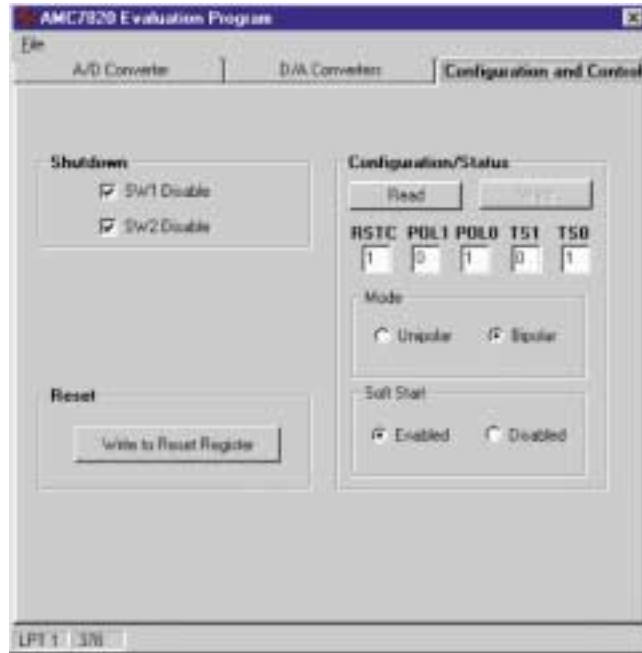 AMC7820 Evaluation Program
File
A/D Converter D/A Converters Configuration and Control
Shutdown
SW1 Disable
SW2 Disable
Configuration/Status
Read
RSTC POL1 POL0 TS1 TS0
1 0 1 0 1
Mode
Unipolar Bipolar
Soft Start
Enabled Disabled
Reset
Write to Reset Register
LPT 1 378